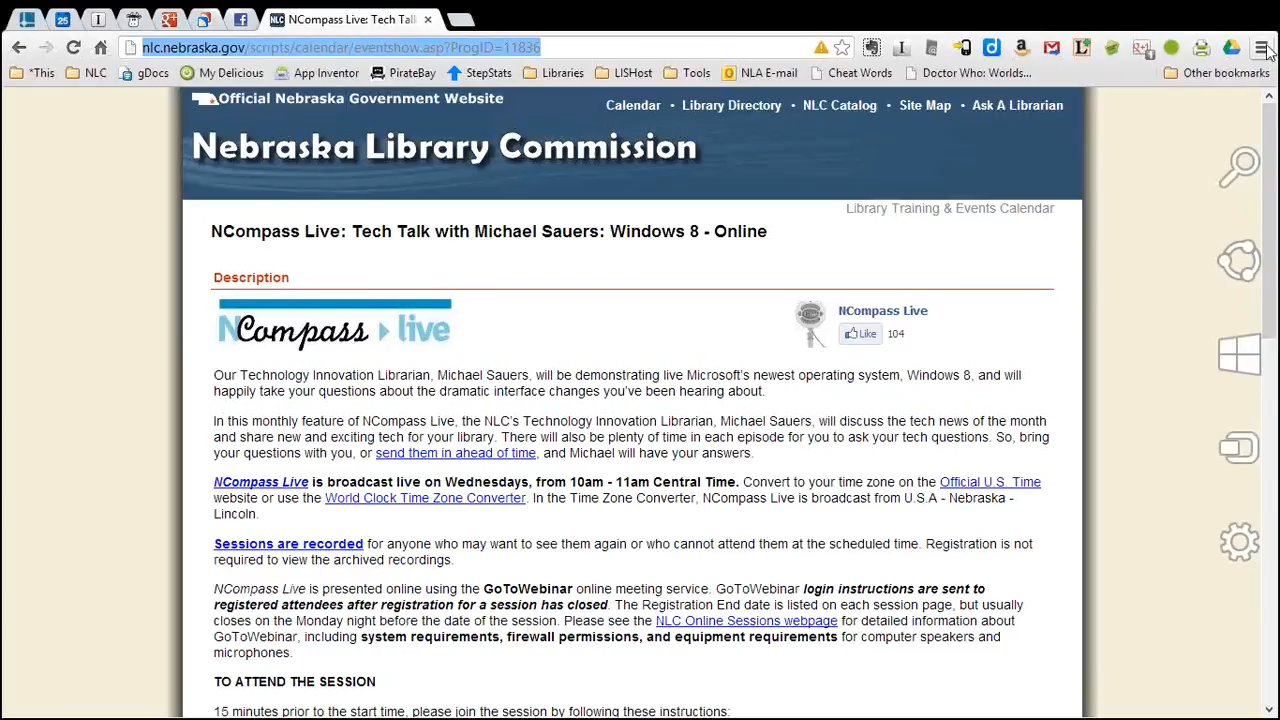 NCompass Live: Tech Tal
nlc.nebraska.gov/scripts/calendar/eventshow.asp?ProgID=11836
*This NLC gDocs My Delicious App Inventor PirateBay StepStats Libraries LISHost Tools NLA E-mail Cheat Words Doctor Who: Worlds... Other bookmarks
Official Nebraska Government Website
Calendar • Library Directory • NLC Catalog • Site Map • Ask A Librarian
Nebraska Library Commission
Library Training & Events Calendar
NCompass Live: Tech Talk with Michael Sauers: Windows 8 - Online
Description
NCompass live
NCompass Live
Like 104
Our Technology Innovation Librarian, Michael Sauers, will be demonstrating live Microsoft's newest operating system, Windows 8, and will
happily take your questions about the dramatic interface changes you've been hearing about.
In this monthly feature of NCompass Live, the NLC's Technology Innovation Librarian, Michael Sauers, will discuss the tech news of the month
and share new and exciting tech for your library. There will also be plenty of time in each episode for you to ask your tech questions. So, bring
your questions with you, or send them in ahead of time, and Michael will have your answers.
NCompass Live is broadcast live on Wednesdays, from 10am - 11am Central Time. Convert to your time zone on the Official U.S. Time
website or use the World Clock Time Zone Converter. In the Time Zone Converter, NCompass Live is broadcast from U.S.A - Nebraska -
Lincoln.
Sessions are recorded for anyone who may want to see them again or who cannot attend them at the scheduled time. Registration is not
required to view the archived recordings.
NCompass Live is presented online using the GoToWebinar online meeting service. GoToWebinar login instructions are sent to
registered attendees after registration for a session has closed. The Registration End date is listed on each session page, but usually
closes on the Monday night before the date of the session. Please see the NLC Online Sessions webpage for detailed information about
GoToWebinar, including system requirements, firewall permissions, and equipment requirements for computer speakers and
microphones.
TO ATTEND THE SESSION
15 minutes prior to the start time, please join the session by following these instructions: